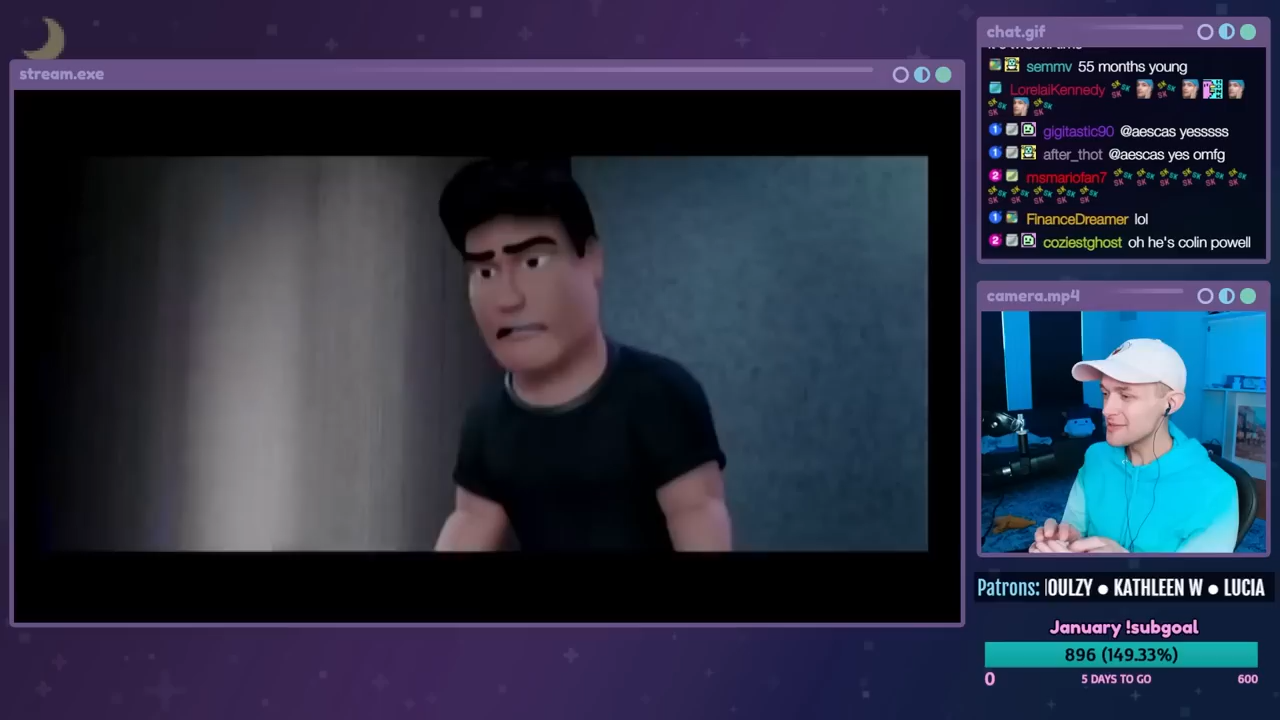 stream.exe
chat.gif
semmv 55 months young
LorelaiKennedy
gigitastic90 @aescas yesssss
after_thot @aescas yes omfg
msmariofan7
FinanceDreamer lol
coziestghost oh he's colin powell
camera.mp4
Patrons: OULZY ● KATHLEEN W ● LUCIA
January !subgoal
896 (149.33%)
0 5 DAYS TO GO 600